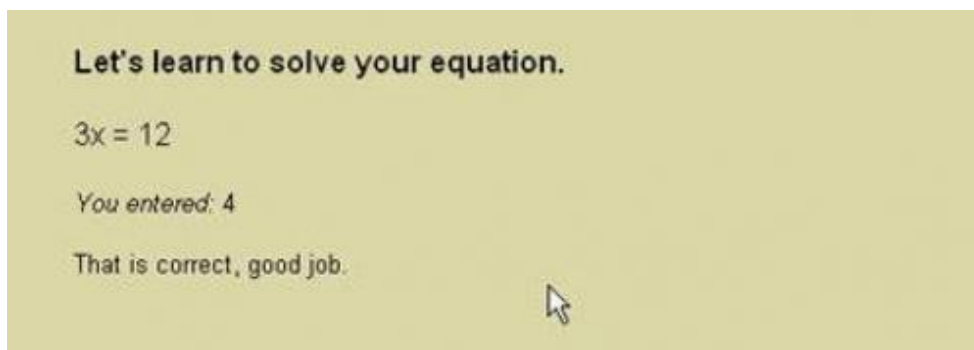 Let's learn to solve your equation.
3x = 12
You entered: 4
That is correct, good job.